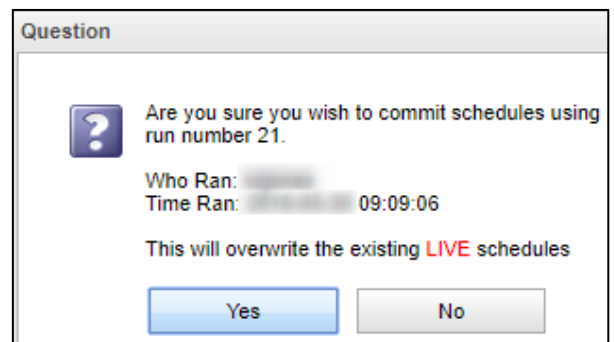 Question
Are you sure you wish to commit schedules using
run number 21.
Who Ran:
Time Ran: 09:09:06
This will overwrite the existing LIVE schedules
Yes No